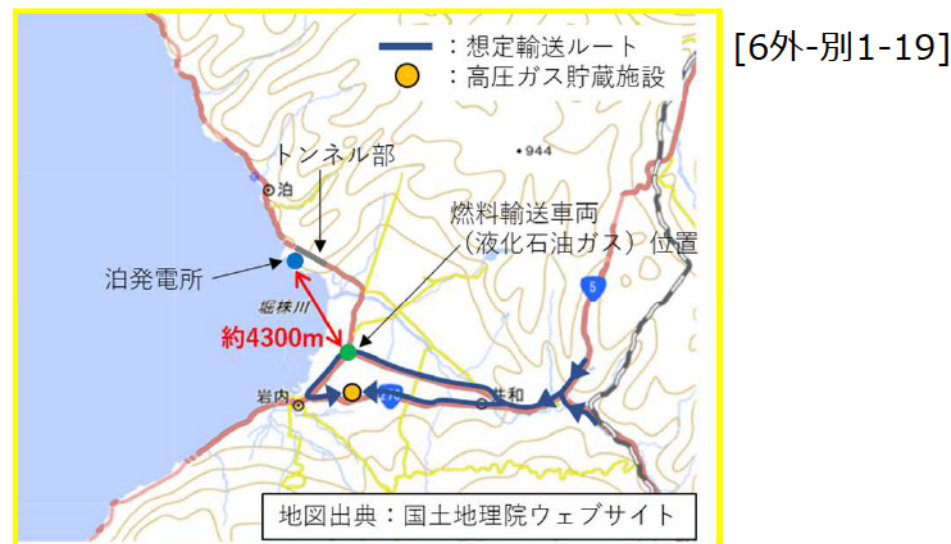 [6外-別1-19]
：想定輸送ルート
：高圧ガス貯蔵施設
トンネル部
944
泊
燃料輸送車両
（液化石油ガス）位置
泊発電所
5
堀株川
約4300m
岩内
共和
地図出典：国土地理院ウェブサイト